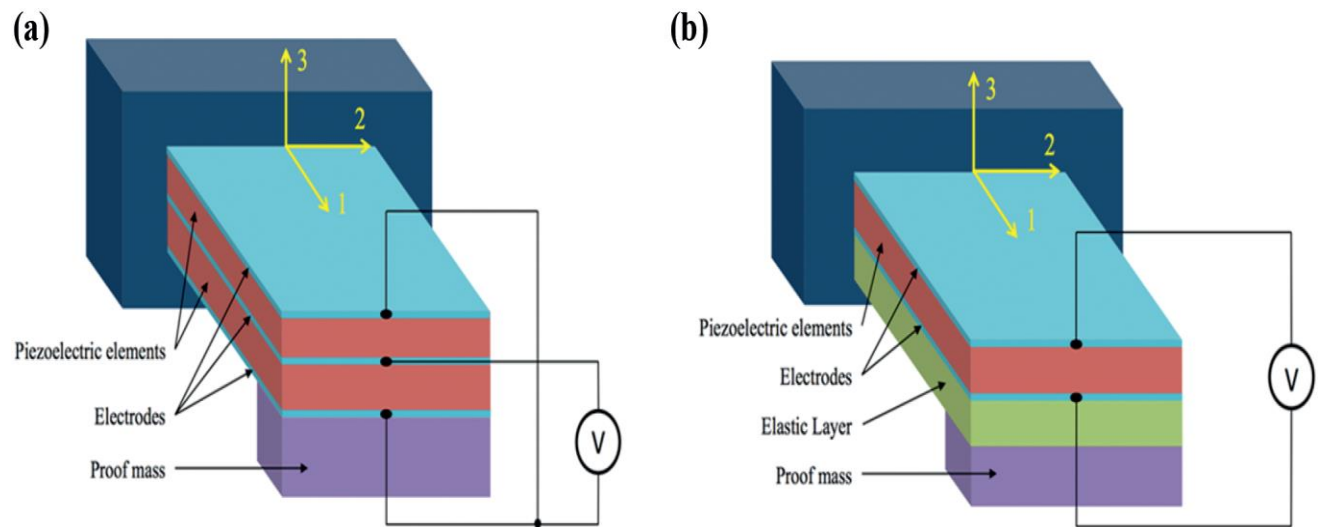 (a)
3
2
1
Piezoelectric elements
Electrodes
Proof mass
V
(b)
3
2
1
Piezoelectric elements
Electrodes
Elastic Layer
Proof mass
V